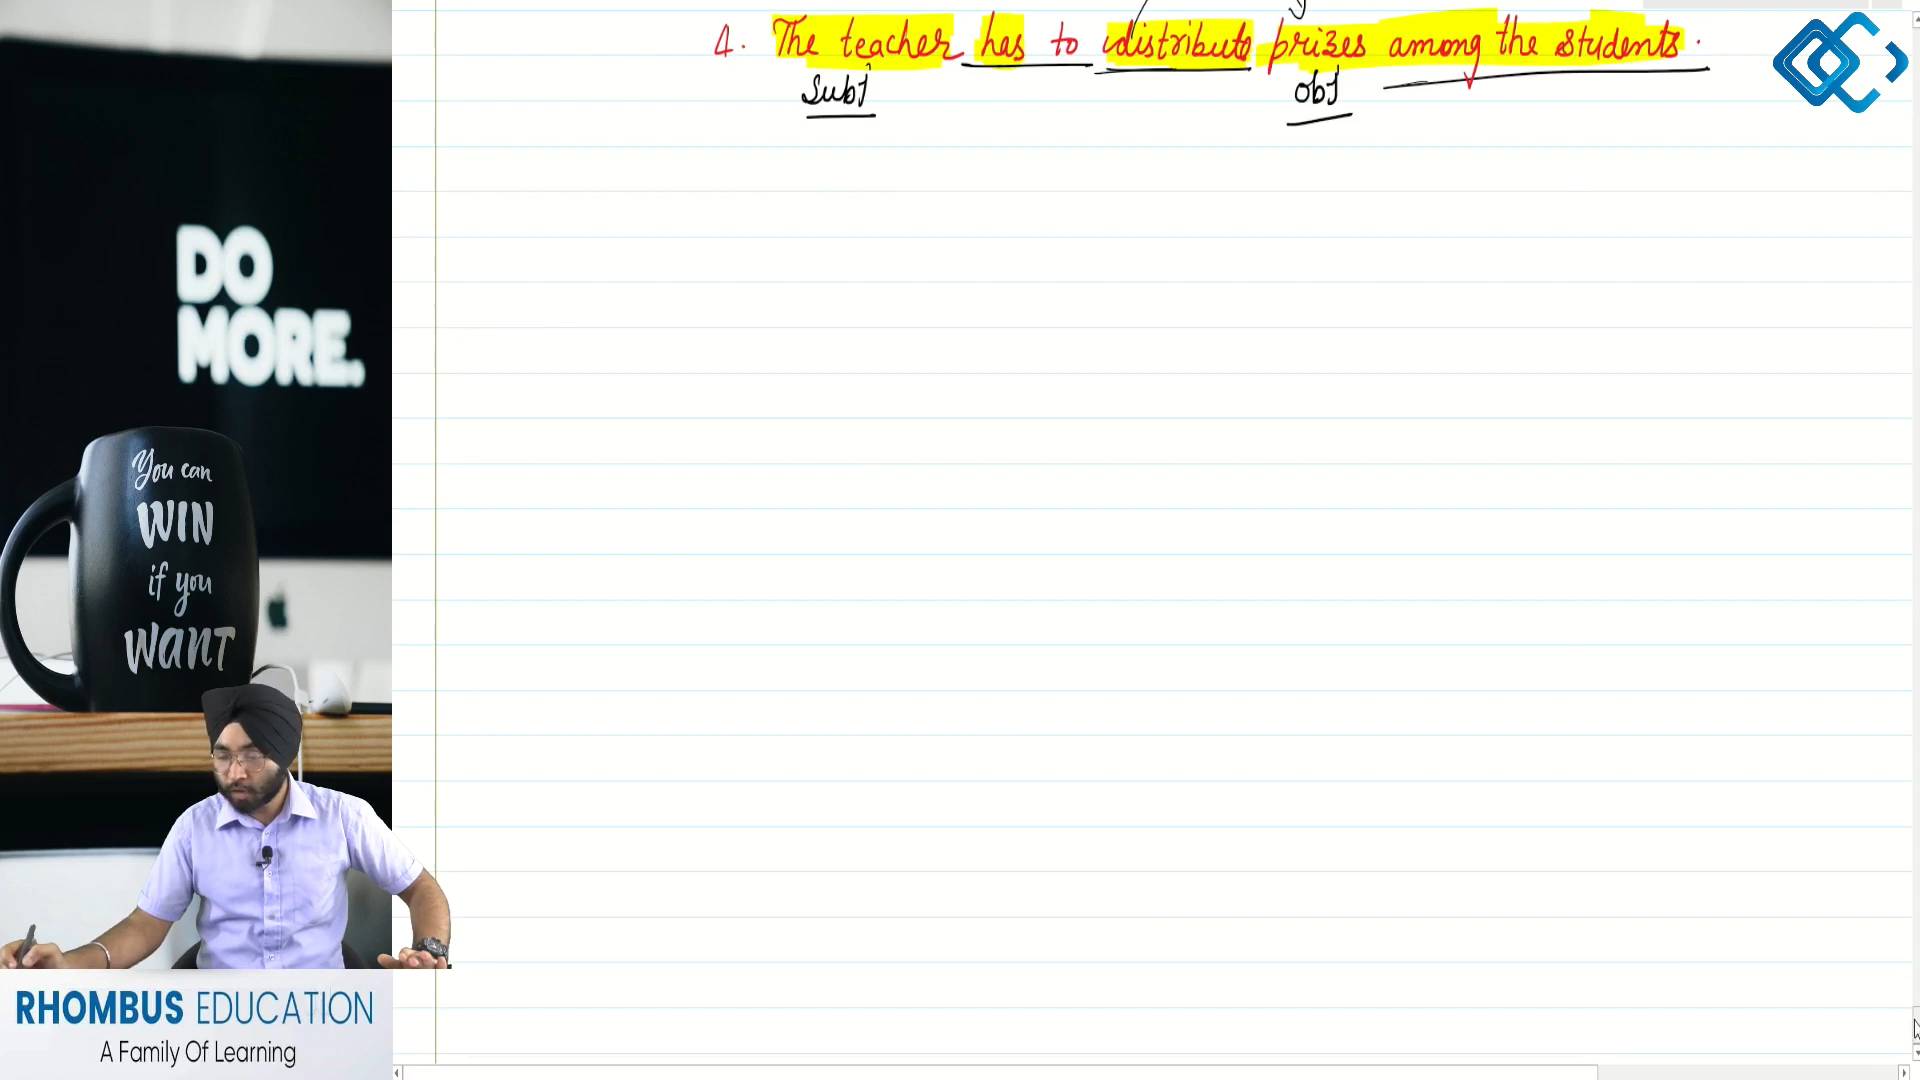 4. The teacher has to distribute prizes among the students.
Subj
Obj
DO
MORE.
You can
WIN
if you
WANT
RHOMBUS EDUCATION
A Family Of Learning